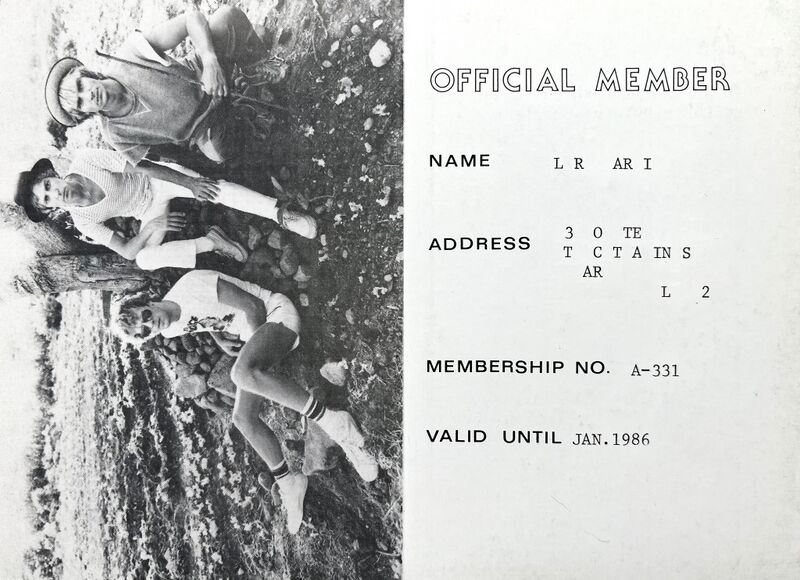 OFFICIAL MEMBER
NAME L R AR I
ADDRESS 3 O TE
T C T A IN S
AR
L 2
MEMBERSHIP NO. A-331
VALID UNTIL JAN.1986